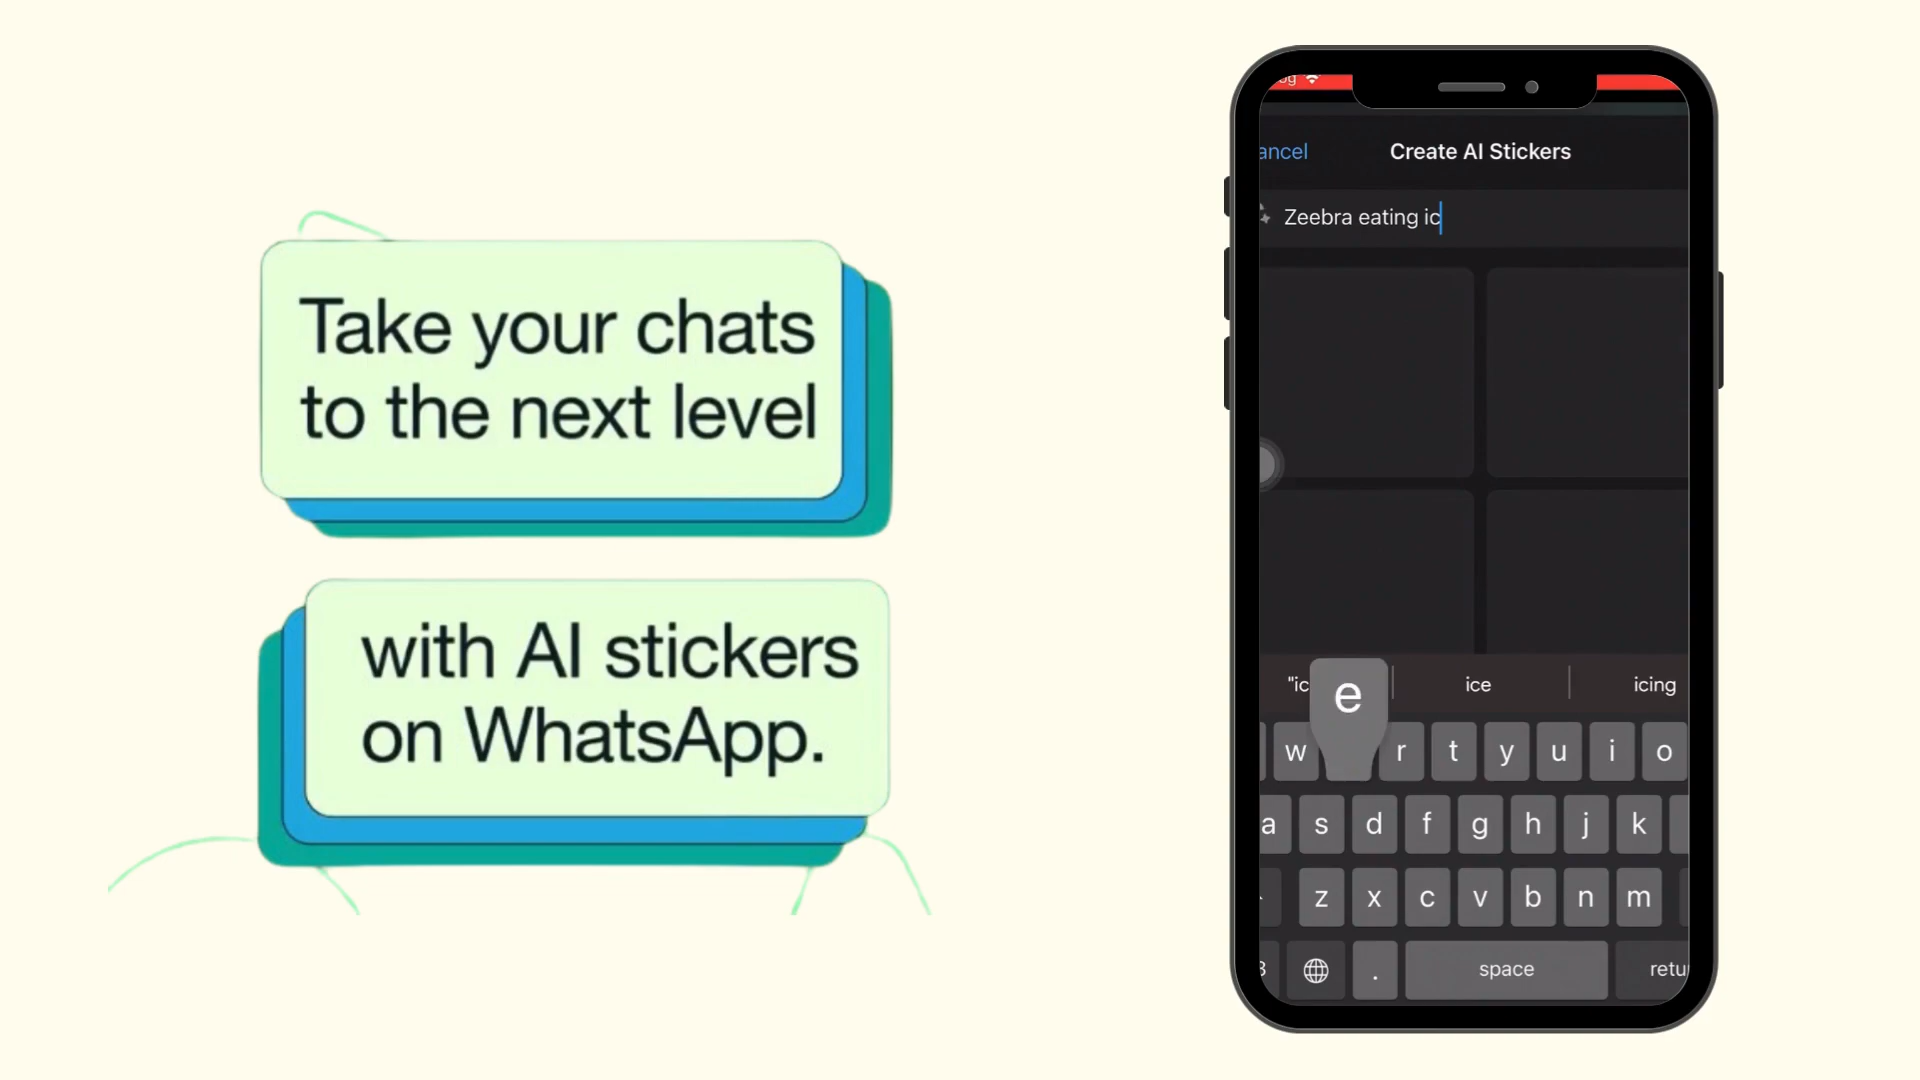 Take your chats
to the next level
with AI stickers
on WhatsApp.
og
ancel
Create AI Stickers
Zeebra eating ic
"ic
ice
icing
e
w r t y u i o
a s d f g h j k
z x c v b n m
. space retu